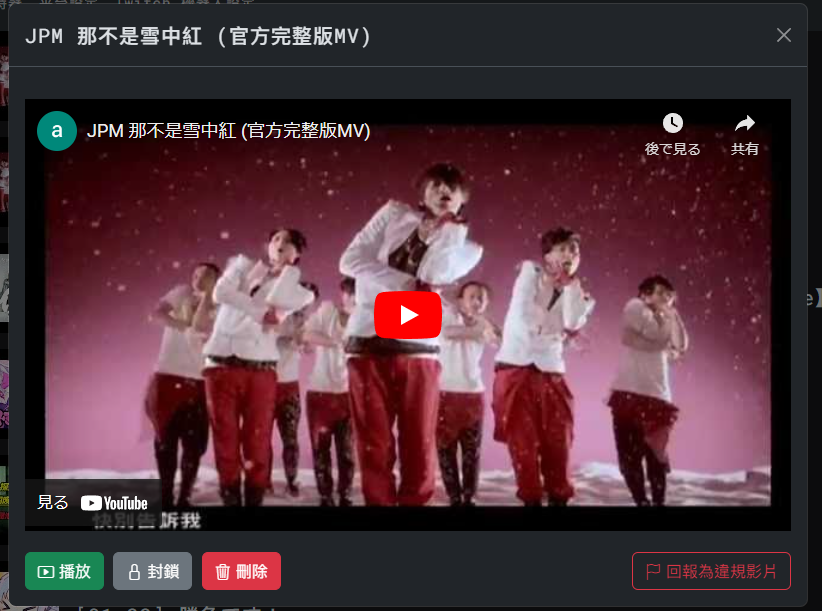 JPM 那不是雪中紅 (官方完整版MV)
a
JPM 那不是雪中紅 (官方完整版MV)
後で見る
共有
見る YouTube
快別告訴我
播放
封鎖
刪除
回報為違規影片